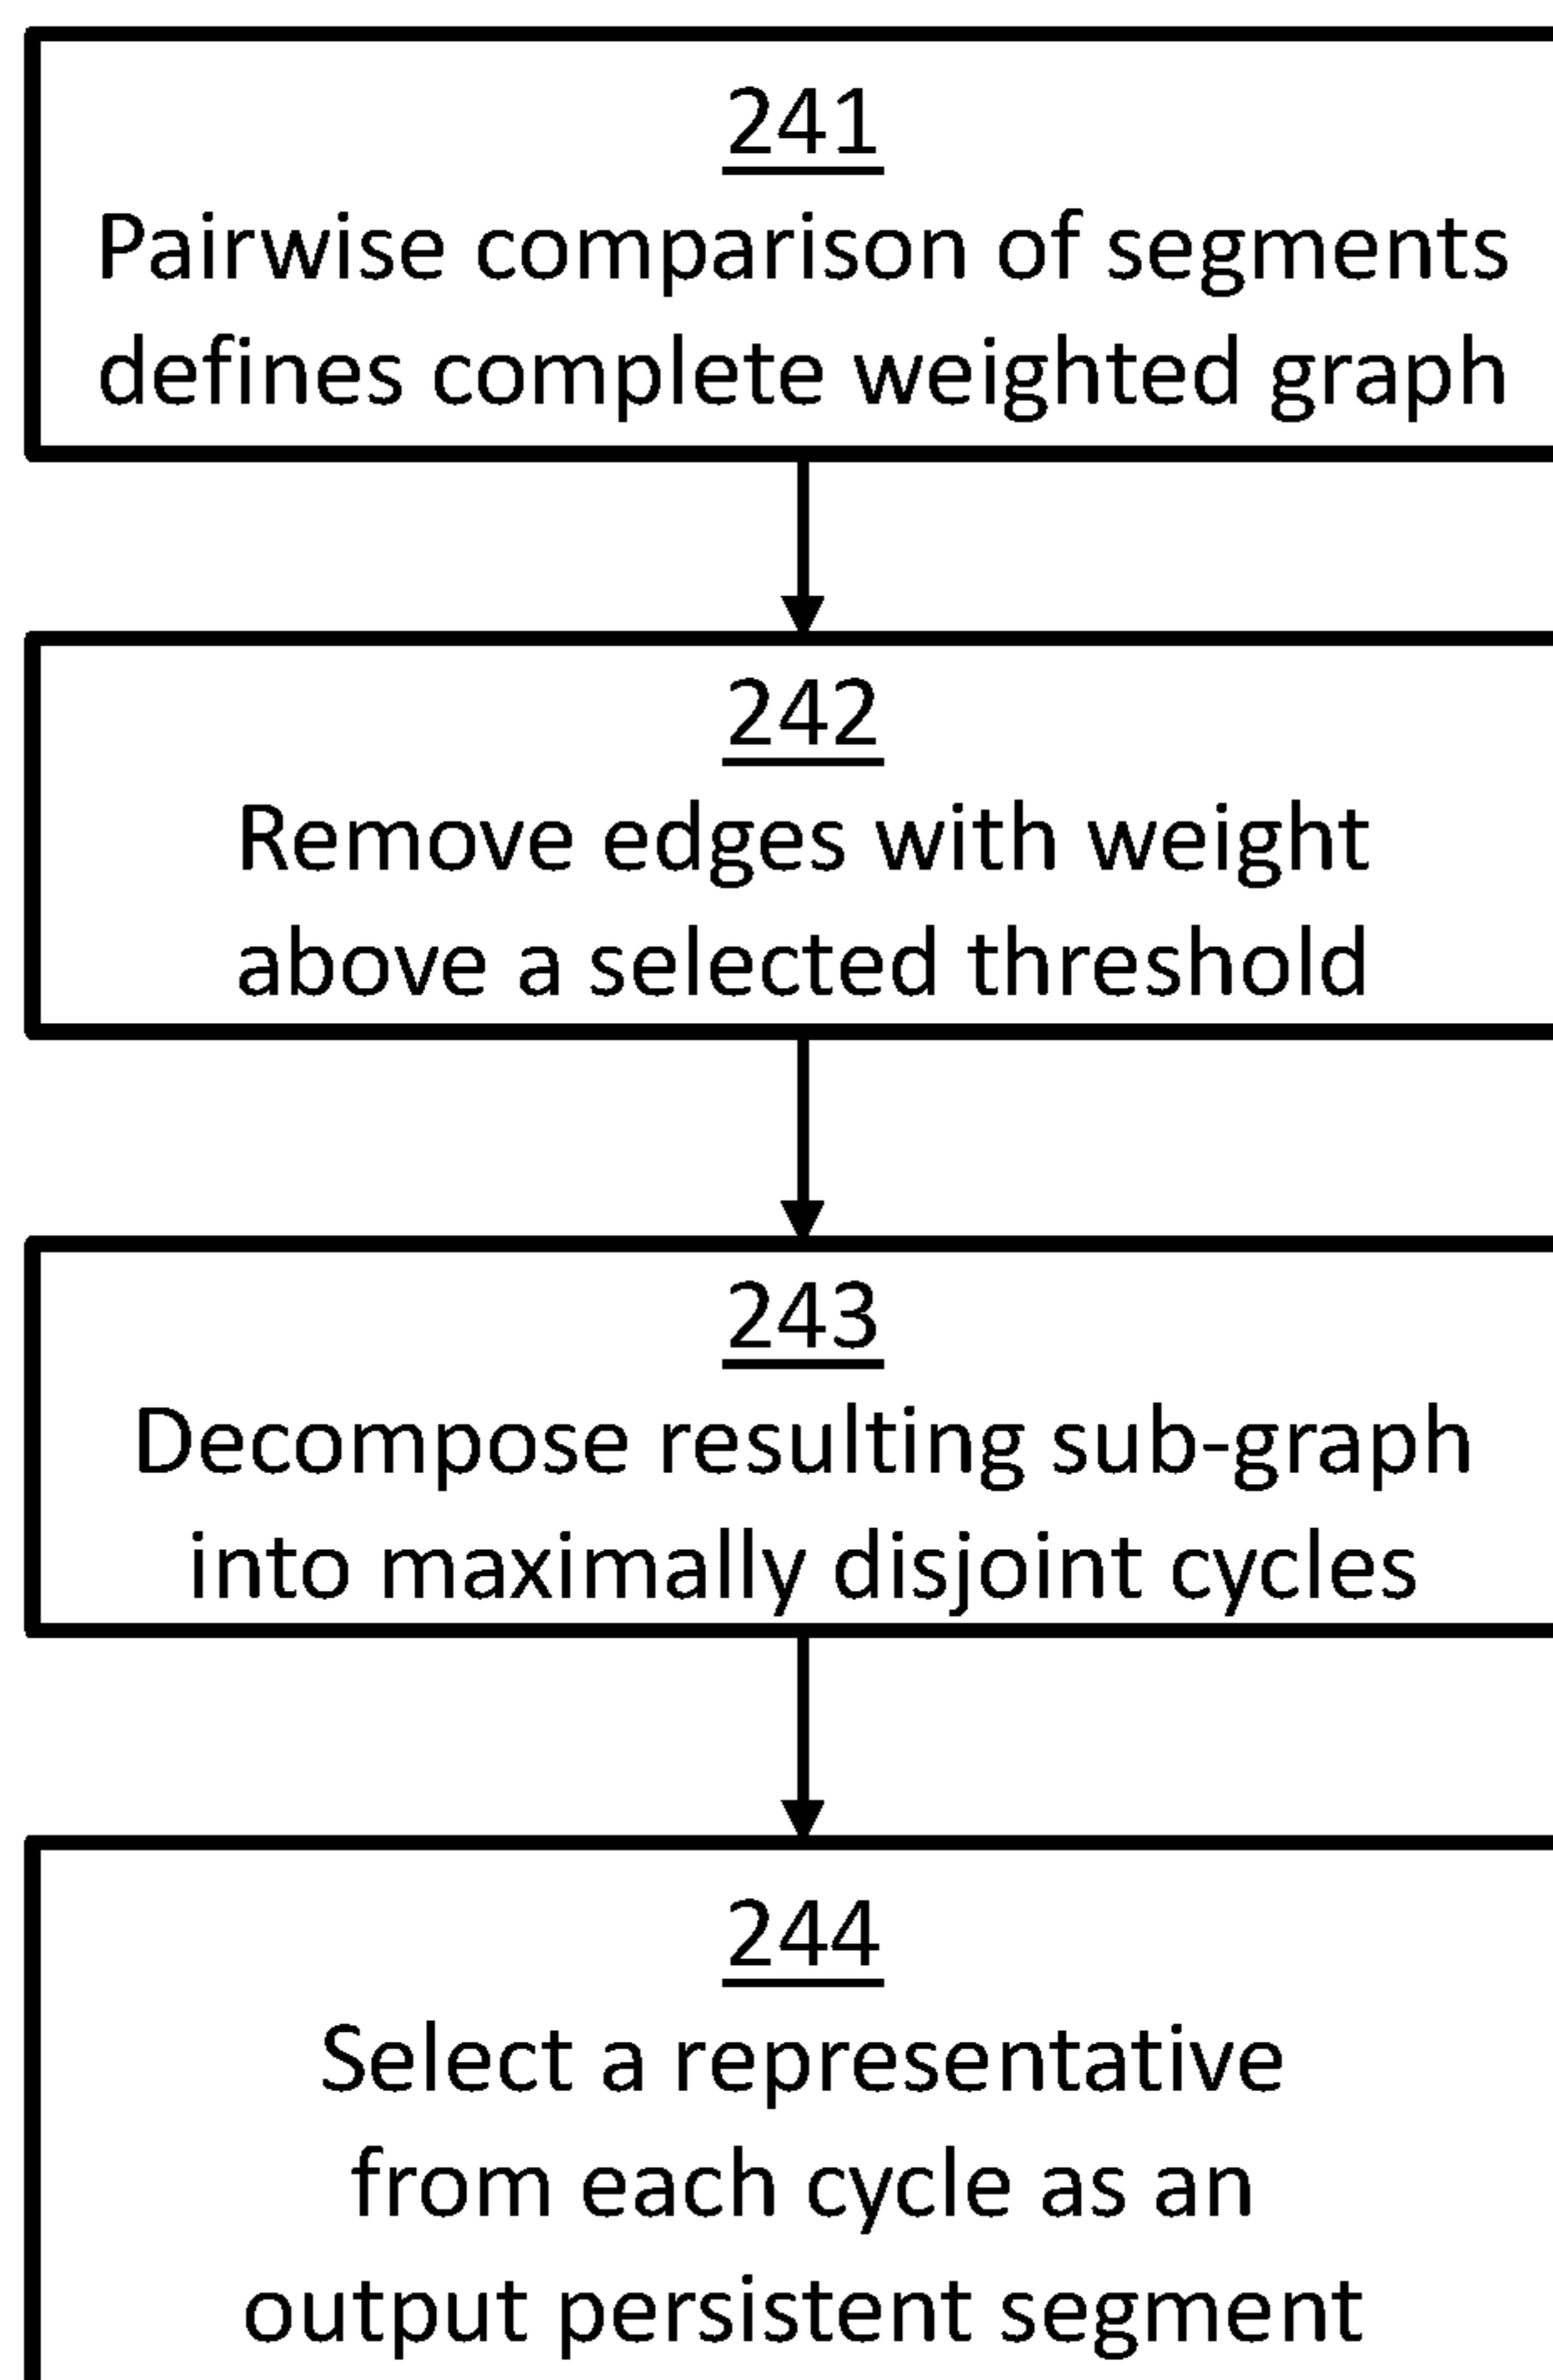 241
Pairwise comparison of segments
defines complete weighted graph
242
Remove edges with weight
above a selected threshold
243
Decompose resulting sub-graph
into maximally disjoint cycles
244
Select a representative
from each cycle as an
output persistent segment